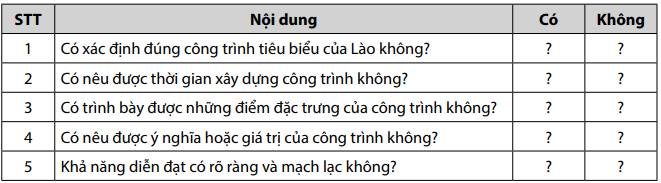 STT Nội dung Có Không
1 Có xác định đúng công trình tiêu biểu của Lào không? ? ?
2 Có nêu được thời gian xây dựng công trình không? ? ?
3 Có trình bày được những điểm đặc trưng của công trình không? ? ?
4 Có nêu được ý nghĩa hoặc giá trị của công trình không? ? ?
5 Khả năng diễn đạt có rõ ràng và mạch lạc không? ? ?